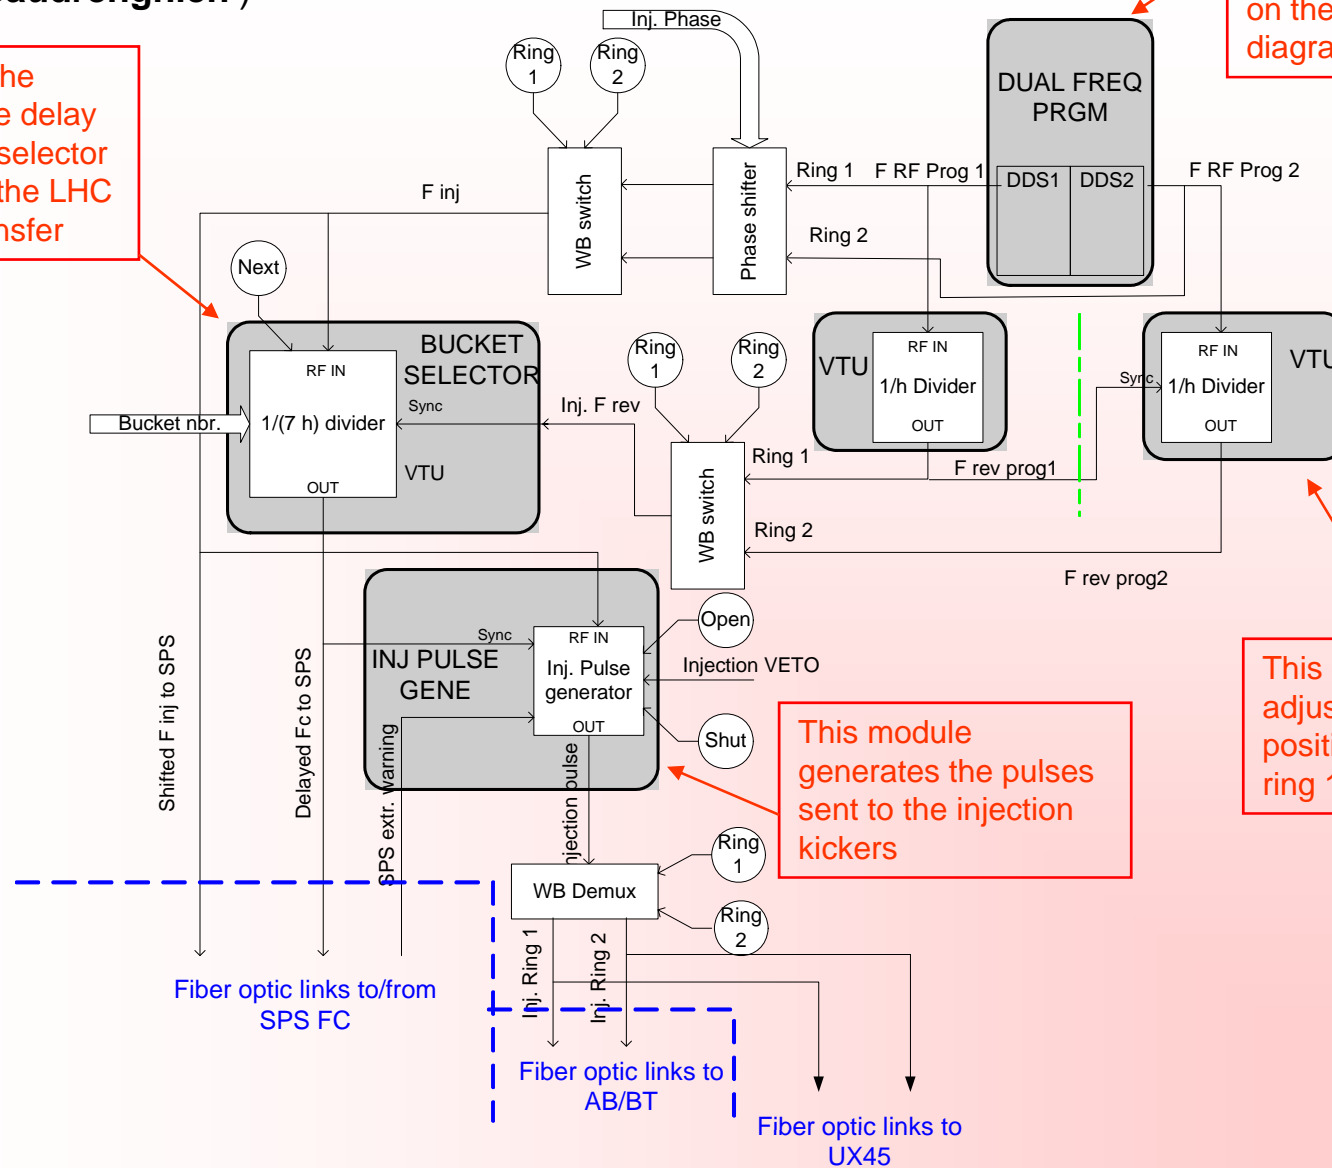 Inj. Phase
on the
diagra
he
e delay
selector
the LHC
nsfer
Ring
1
Ring
2
DUAL FREQ
PRGM
WB switch
Phase shifter
Ring 1
F RF Prog 1
DDS1
DDS2
F RF Prog 2
F inj
Ring 2
Next
BUCKET
SELECTOR
RF IN
1/(7 h) divider
OUT
Sync
VTU
Bucket nbr.
Inj. F rev
Ring
1
Ring
2
VTU
RF IN
1/h Divider
OUT
Sync
RF IN
1/h Divider
OUT
VTU
WB switch
Ring 1
F rev prog1
Ring 2
F rev prog2
Shifted F inj to SPS
Delayed Fc to SPS
SPS extr. warning
INJ PULSE
GENE
Sync
RF IN
Inj. Pulse
generator
OUT
Open
Injection VETO
Shut
njection pulse
This module
generates the pulses
sent to the injection
kickers
This
adjus
positi
ring 1
WB Demux
Ring
1
Ring
2
Inj. Ring 1
Inj. Ring 2
Fiber optic links to/from
SPS FC
Fiber optic links to
AB/BT
Fiber optic links to
UX45